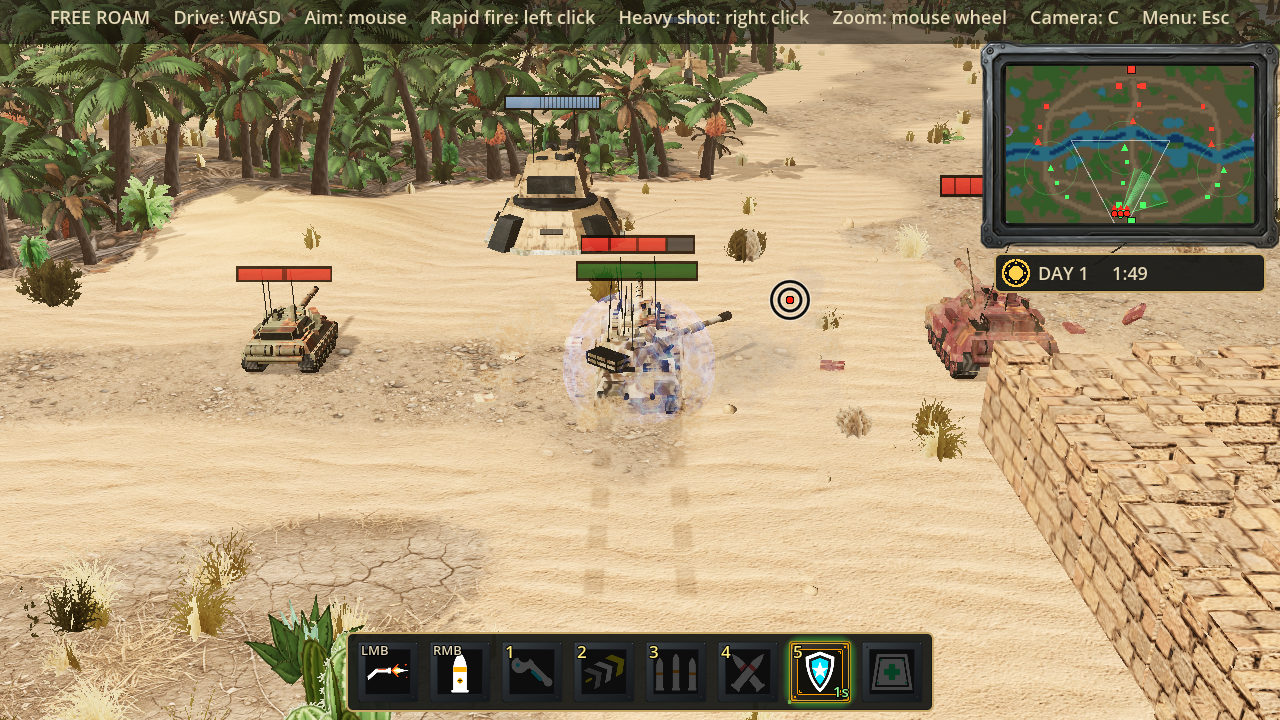 FREE ROAM Drive: WASD Aim: mouse Rapid fire: left click Heavy shot: right click Zoom: mouse wheel Camera: C Menu: Esc
DAY 1 1:49
LMB RMB 1 2 3 4 5
1s